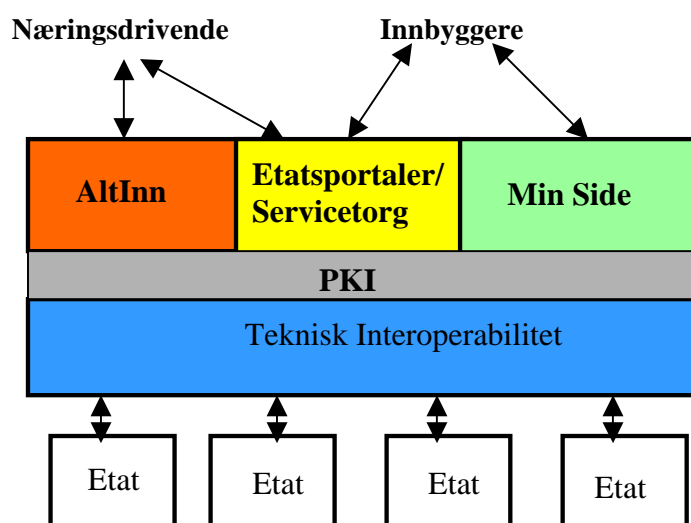 Næringsdrivende
Innbyggere
AltInn
Etatsportaler/
Servicetorg
Min Side
PKI
Teknisk Interoperabilitet
Etat
Etat
Etat
Etat